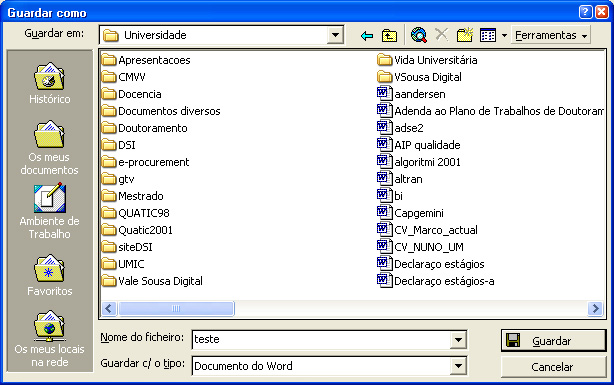 Guardar como
Guardar em:
Universidade
Ferramentas
Histórico
Os meus
documentos
Ambiente de
Trabalho
Favoritos
Os meus locais
na rede
Apresentacoes
CMVV
Docencia
Documentos diversos
Doutoramento
DSI
e-procurement
gtv
Mestrado
QUATIC98
Quatic2001
siteDSI
UMIC
Vale Sousa Digital
Vida Universitária
VSousa Digital
aandersen
Adenda ao Plano de Trabalhos de Doutoram
adse2
AIP qualidade
algoritmi 2001
altran
bi
Capgemini
CV_Marco_actual
CV_NUNO_UM
Declaraço estágios
Declaraço estágios-a
Nome do ficheiro:
teste
Guardar
Guardar c/ o tipo:
Documento do Word
Cancelar